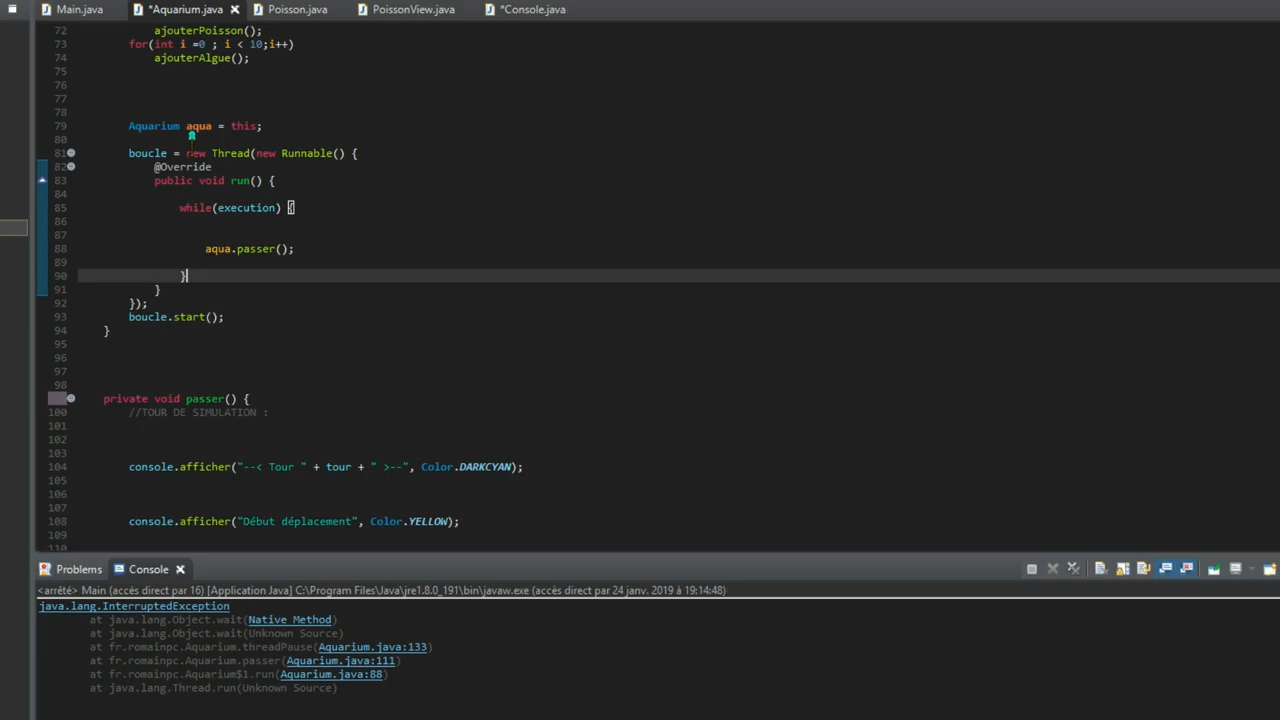 Main.java *Aquarium.java Poisson.java PoissonView.java *Console.java
72 ajouterPoisson();
73 for(int i =0 ; i < 10;i++)
74 ajouterAlgue();
75
76
77
78
79 Aquarium aqua = this;
80
81 boucle = new Thread(new Runnable() {
82 @Override
83 public void run() {
84
85 while(execution) {
86
87
88 aqua.passer();
89
90 }
91 }
92 });
93 boucle.start();
94 }
95
96
97
98
private void passer() {
100 //TOUR DE SIMULATION :
101
102
103
104 console.afficher("--< Tour " + tour + " >--", Color.DARKCYAN);
105
106
107
108 console.afficher("Début déplacement", Color.YELLOW);
109
110
Problems Console
<arrêté> Main (accès direct par 16) [Application Java] C:\Program Files\Java\jre1.8.0_191\bin\javaw.exe (accès direct par 24 janv. 2019 à 19:14:48)
java.lang.InterruptedException
at java.lang.Object.wait(Native Method)
at java.lang.Object.wait(Unknown Source)
at fr.romainpc.Aquarium.threadPause(Aquarium.java:133)
at fr.romainpc.Aquarium.passer(Aquarium.java:111)
at fr.romainpc.Aquarium$1.run(Aquarium.java:88)
at java.lang.Thread.run(Unknown Source)